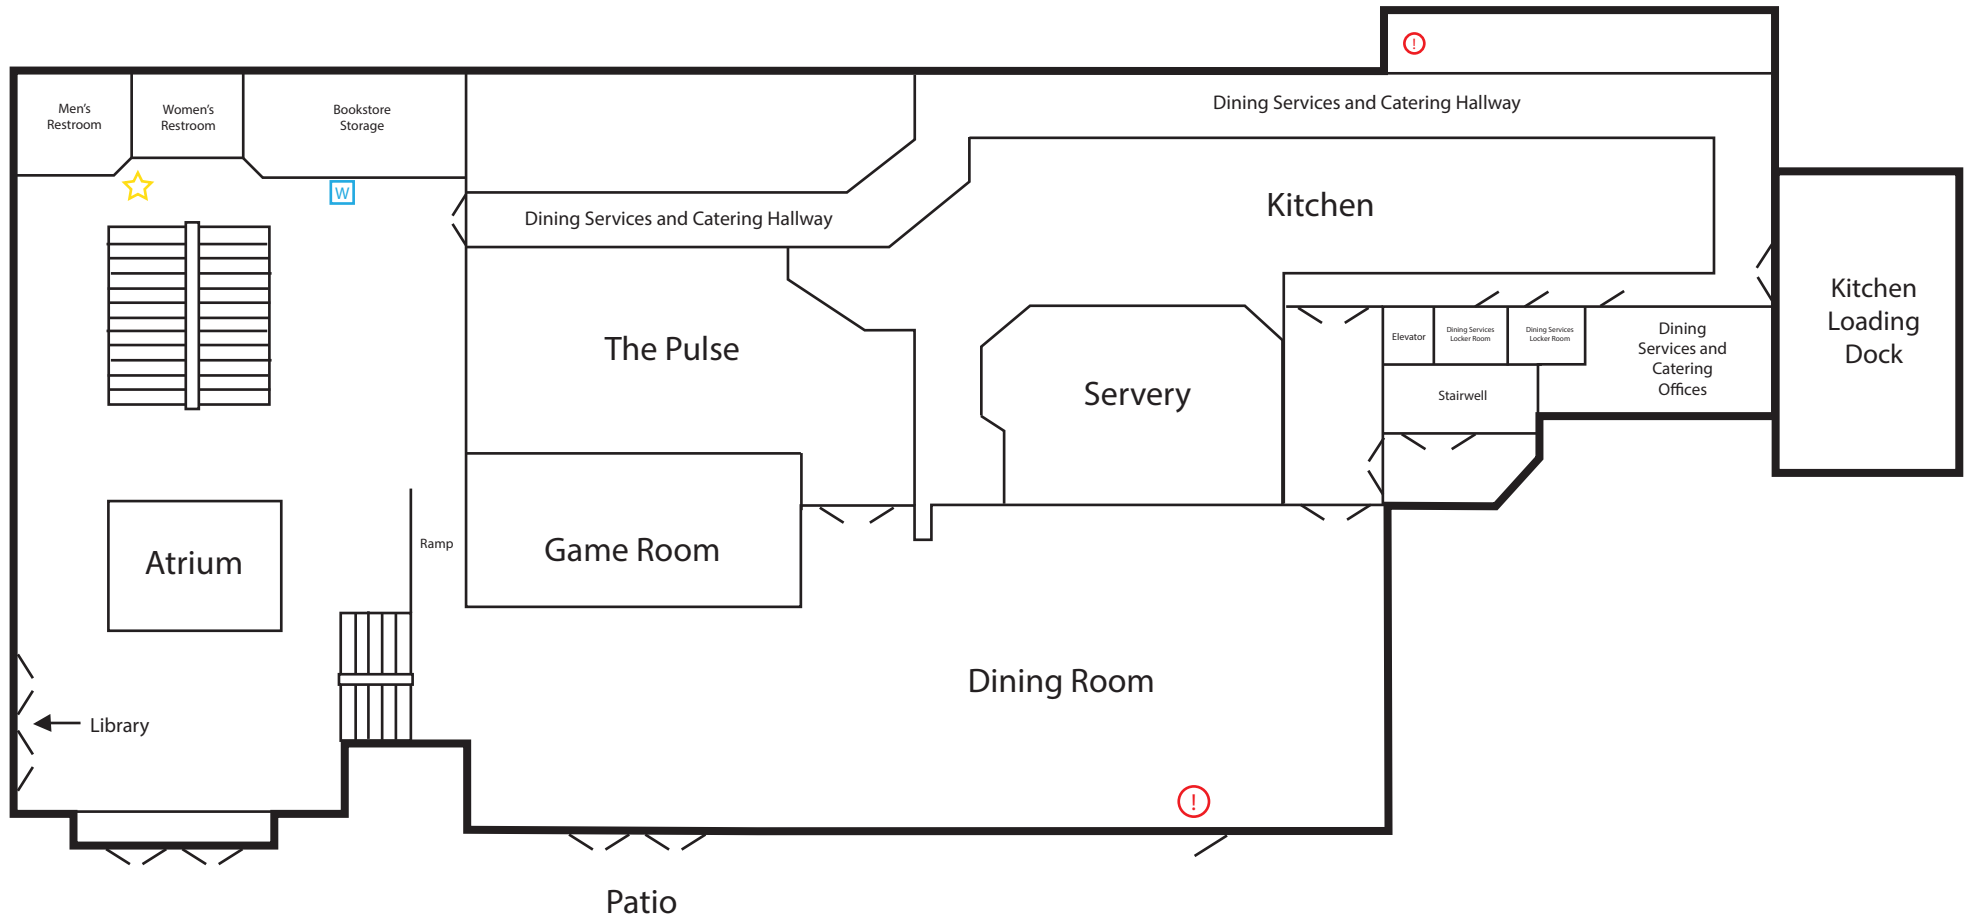 !
Men's
Restroom
Women's
Restroom
Bookstore
Storage
Dining Services and Catering Hallway
W
Dining Services and Catering Hallway
Kitchen
Kitchen
Loading
Dock
The Pulse
Servery
Elevator
Dining Services
Locker Room
Dining Services
Locker Room
Dining
Services and
Catering
Offices
Stairwell
Atrium
Ramp
Game Room
Dining Room
Library
!
Patio